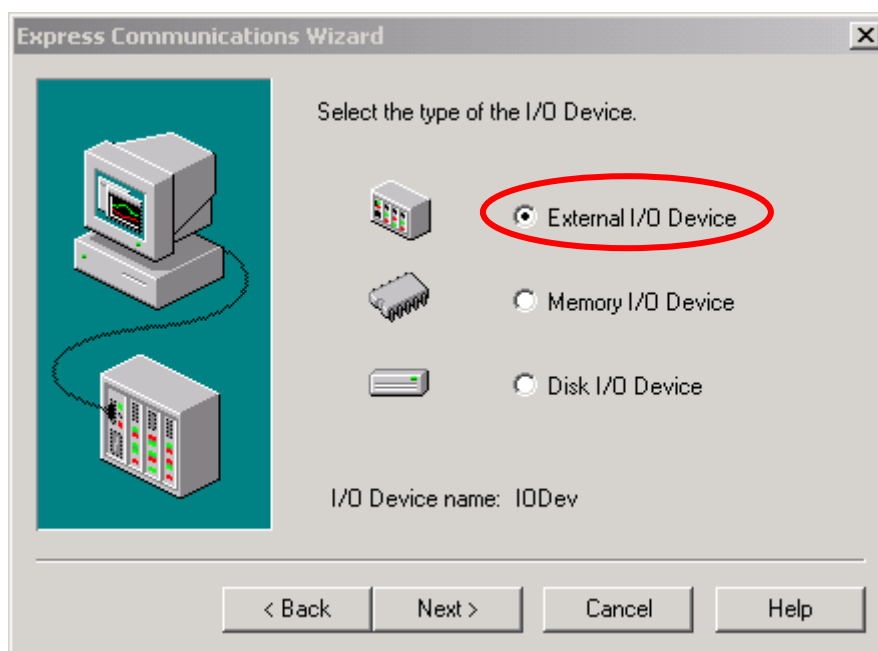 Express Communications Wizard
Select the type of the I/O Device.
External I/O Device
Memory I/O Device
Disk I/O Device
I/O Device name: IODev
< Back Next > Cancel Help